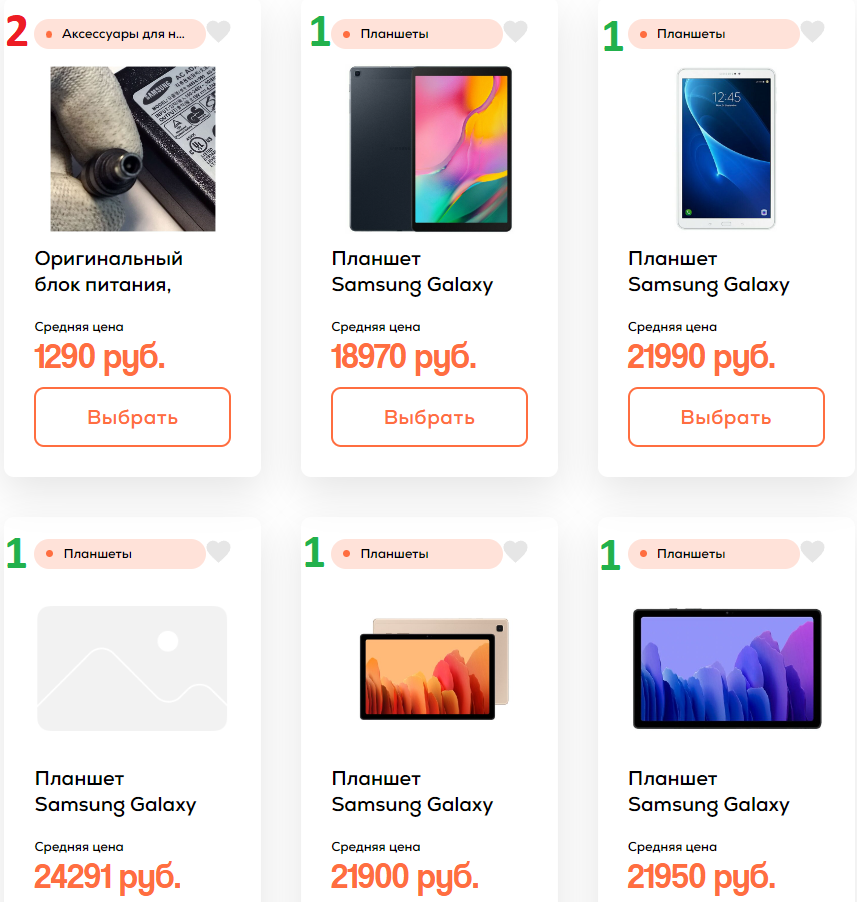 2
Аксессуары для н...
SAMSUNG
AC ADAPTER
Оригинальный
блок питания,
Средняя цена
1290 руб.
Выбрать
1
Планшеты
Планшет
Samsung Galaxy
Средняя цена
18970 руб.
Выбрать
1
Планшеты
12:45
Планшет
Samsung Galaxy
Средняя цена
21990 руб.
Выбрать
1
Планшеты
Планшет
Samsung Galaxy
Средняя цена
24291 руб.
1
Планшеты
Планшет
Samsung Galaxy
Средняя цена
21900 руб.
1
Планшеты
Планшет
Samsung Galaxy
Средняя цена
21950 руб.